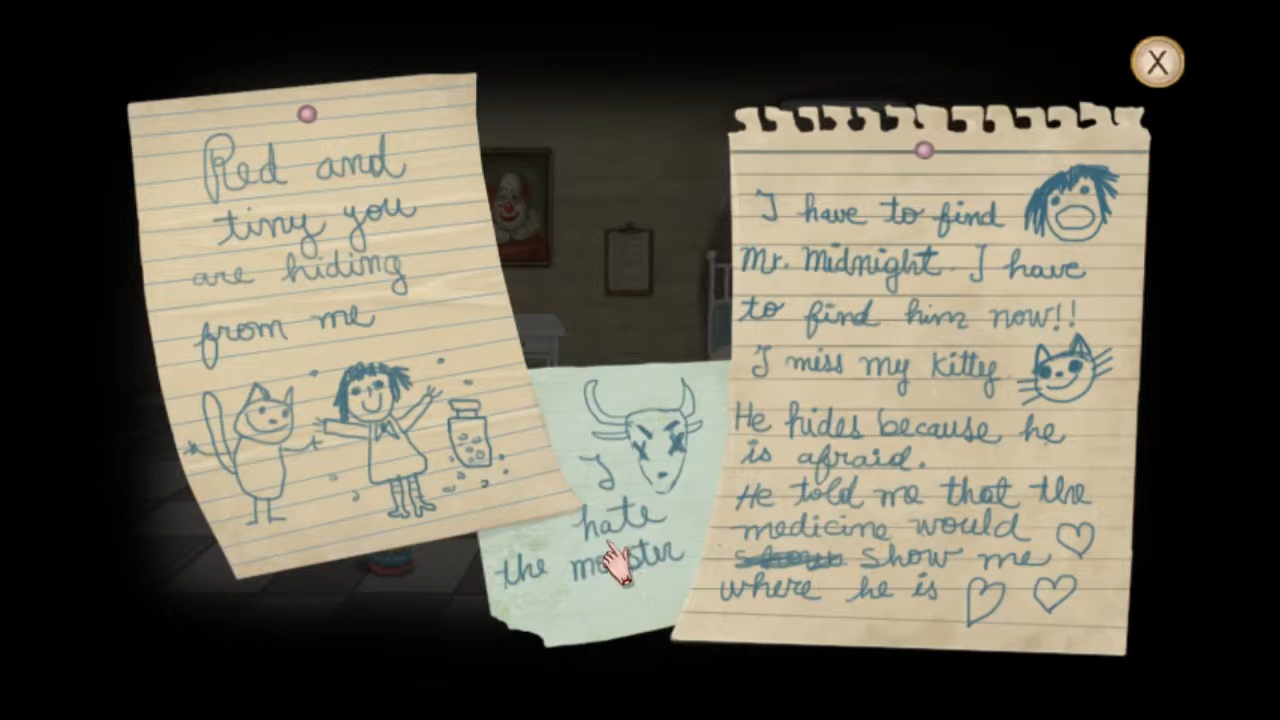 Red and
tiny you
are hiding
from me
I
hate
the monster
I have to find
Mr. Midnight. I have
to find him now!!
I miss my kitty
He hides because he
is afraid.
He told me that the
medicine would
show me
where he is
X